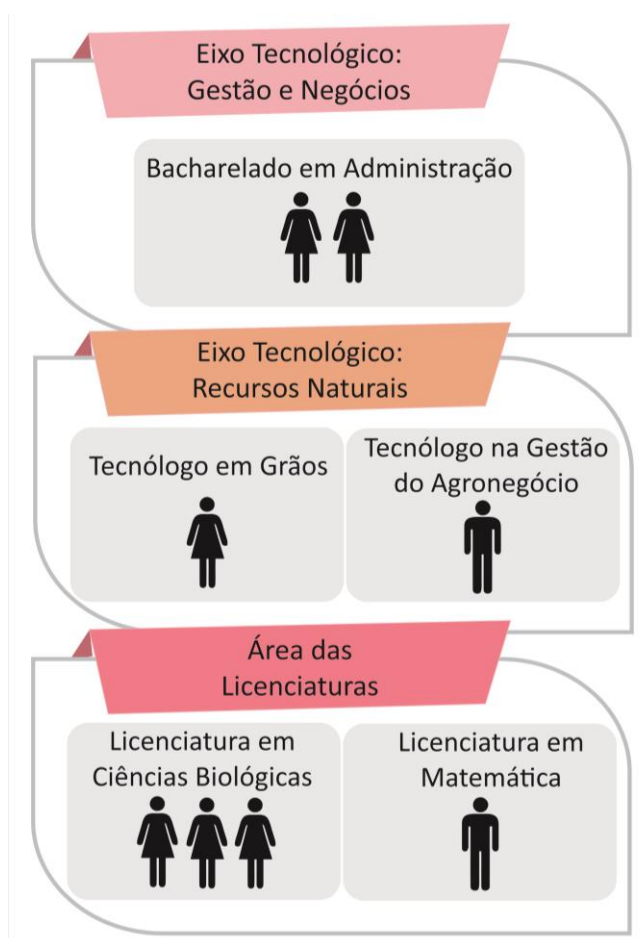 Eixo Tecnológico:
Gestão e Negócios
Bacharelado em Administração
Eixo Tecnológico:
Recursos Naturais
Tecnólogo em Grãos
Tecnólogo na Gestão
do Agronegócio
Área das
Licenciaturas
Licenciatura em
Ciências Biológicas
Licenciatura em
Matemática